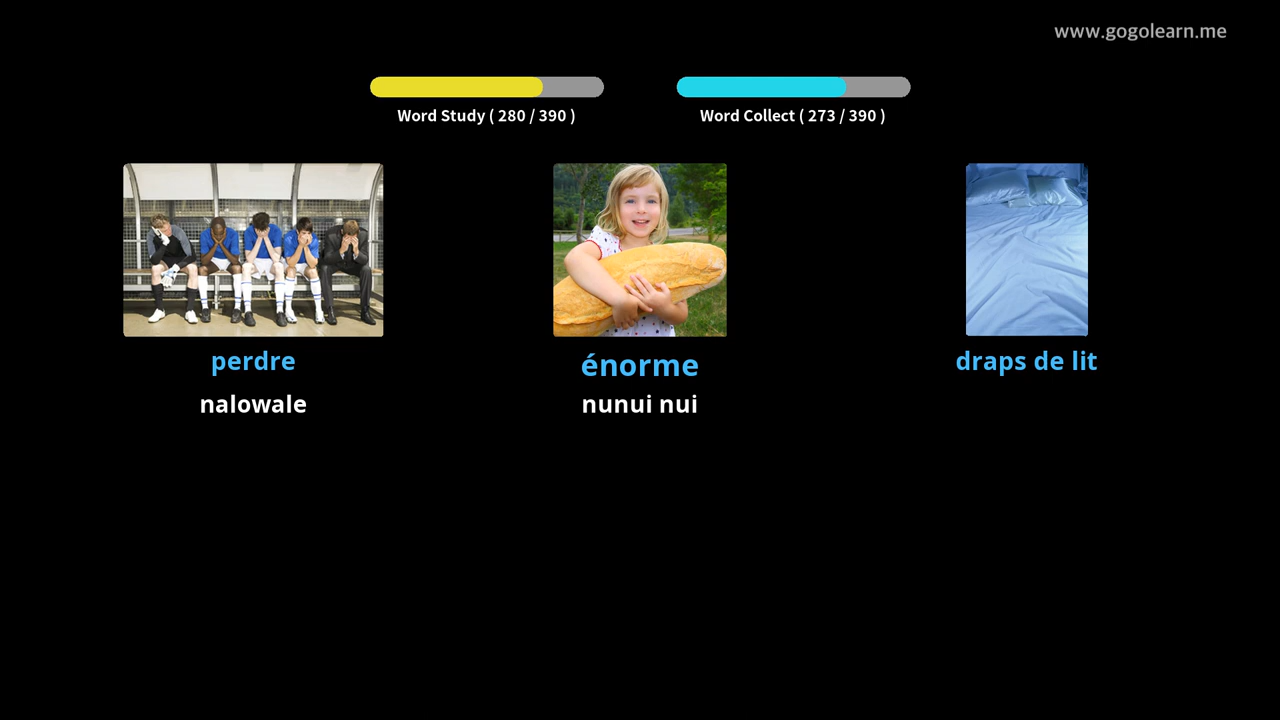 www.gogolearn.me
Word Study ( 280 / 390 )
Word Collect ( 273 / 390 )
perdre
nalowale
énorme
nunui nui
draps de lit